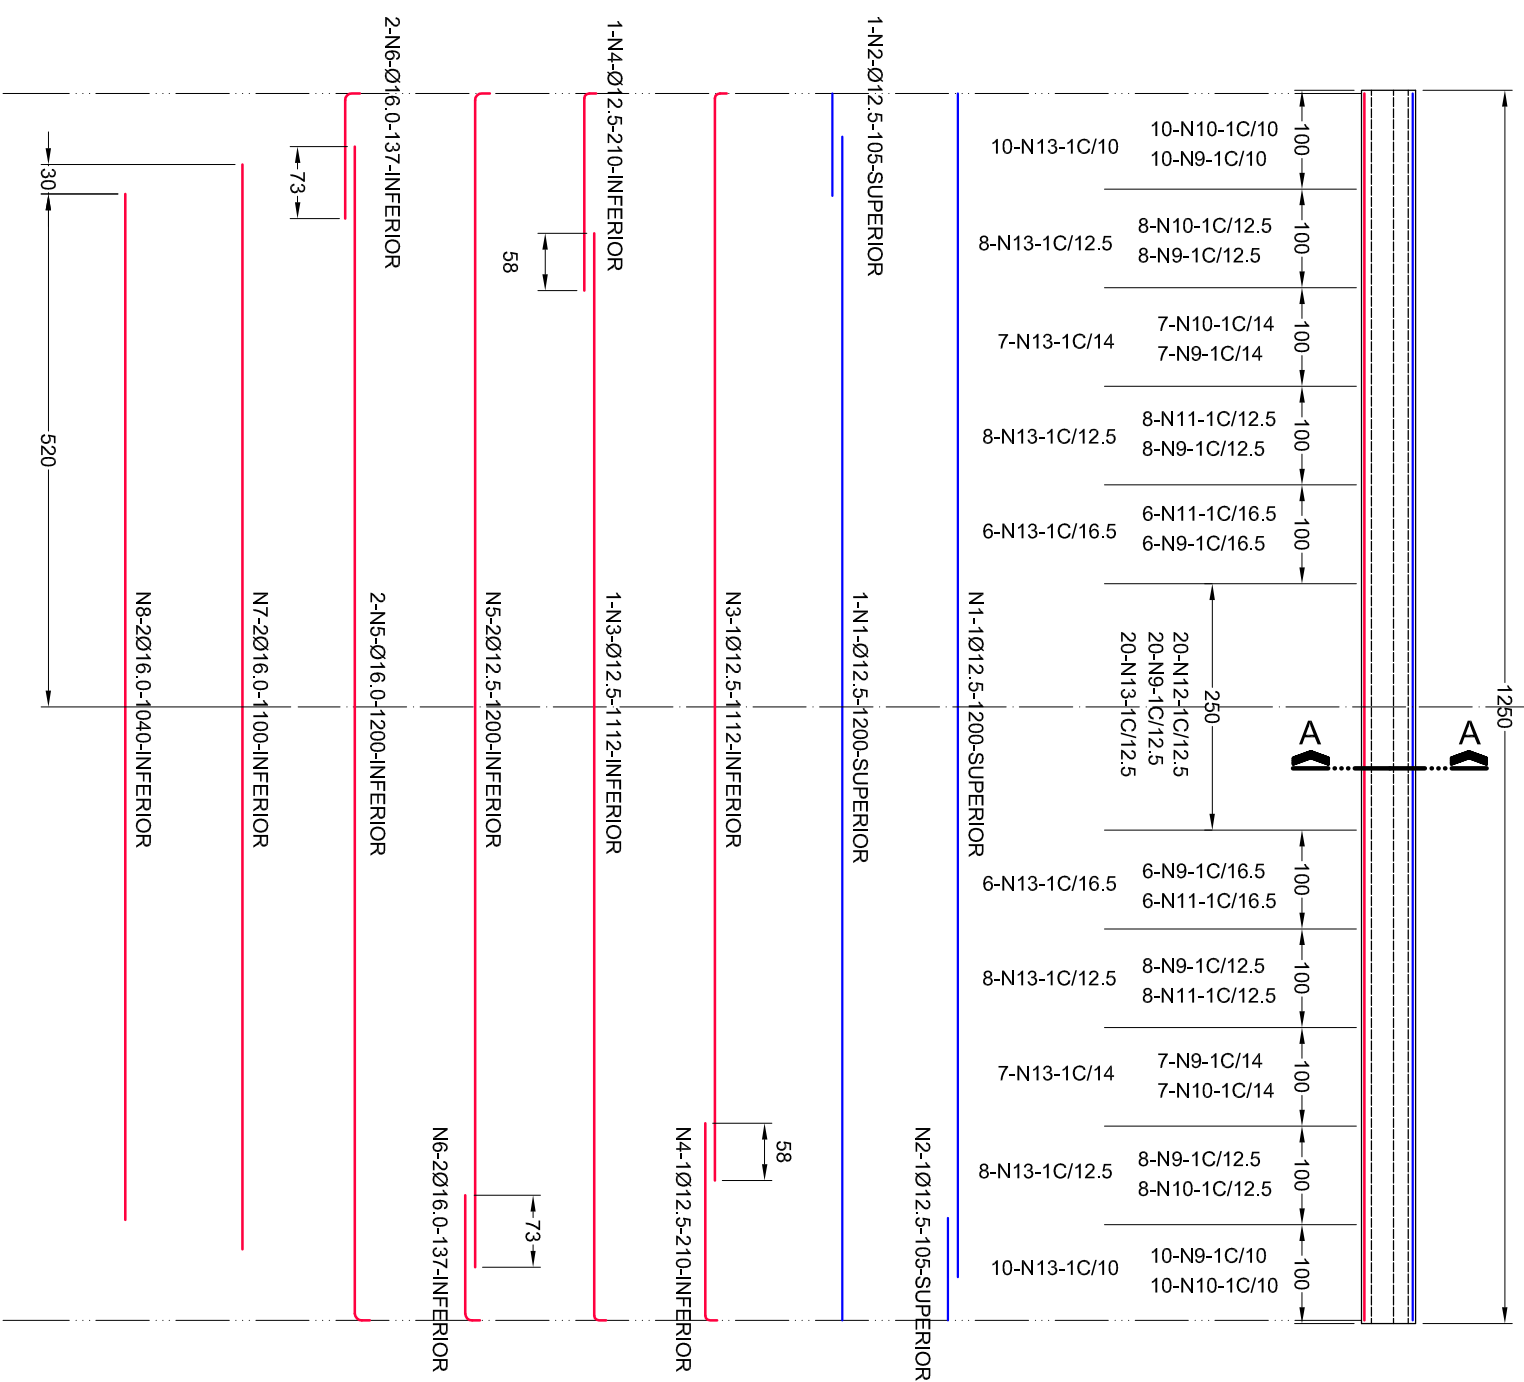 1250
A
A
100
100
100
100
100
250
100
100
100
100
100
10-N10-1C/10
10-N9-1C/10
10-N13-1C/10
8-N10-1C/12.5
8-N9-1C/12.5
8-N13-1C/12.5
7-N10-1C/14
7-N9-1C/14
7-N13-1C/14
8-N11-1C/12.5
8-N9-1C/12.5
8-N13-1C/12.5
6-N11-1C/16.5
6-N9-1C/16.5
6-N13-1C/16.5
20-N12-1C/12.5
20-N9-1C/12.5
20-N13-1C/12.5
6-N9-1C/16.5
6-N11-1C/16.5
6-N13-1C/16.5
8-N9-1C/12.5
8-N11-1C/12.5
8-N13-1C/12.5
7-N9-1C/14
7-N10-1C/14
7-N13-1C/14
8-N9-1C/12.5
8-N10-1C/12.5
8-N13-1C/12.5
10-N9-1C/10
10-N10-1C/10
10-N13-1C/10
N1-1Ø12.5-1200-SUPERIOR
N2-1Ø12.5-105-SUPERIOR
1-N2-Ø12.5-105-SUPERIOR
1-N1-Ø12.5-1200-SUPERIOR
N3-1Ø12.5-1112-INFERIOR
58
N4-1Ø12.5-210-INFERIOR
1-N4-Ø12.5-210-INFERIOR
58
1-N3-Ø12.5-1112-INFERIOR
N5-2Ø12.5-1200-INFERIOR
73
N6-2Ø16.0-137-INFERIOR
2-N6-Ø16.0-137-INFERIOR
73
2-N5-Ø16.0-1200-INFERIOR
N7-2Ø16.0-1100-INFERIOR
N8-2Ø16.0-1040-INFERIOR
30
520